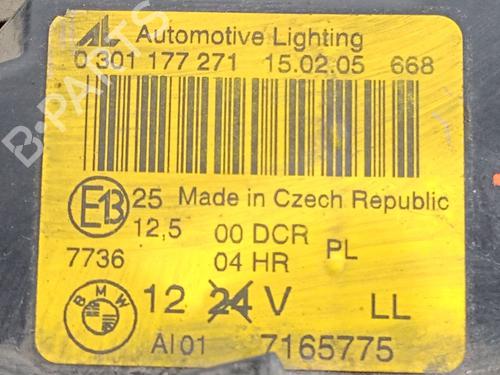 AL Automotive Lighting
0 301 177 271 15.02.05 668
B-PARTS
E13 25 Made in Czech Republic
12,5 00 DCR PL
7736 04 HR
BMW 12 24 V LL
AI01 7165775